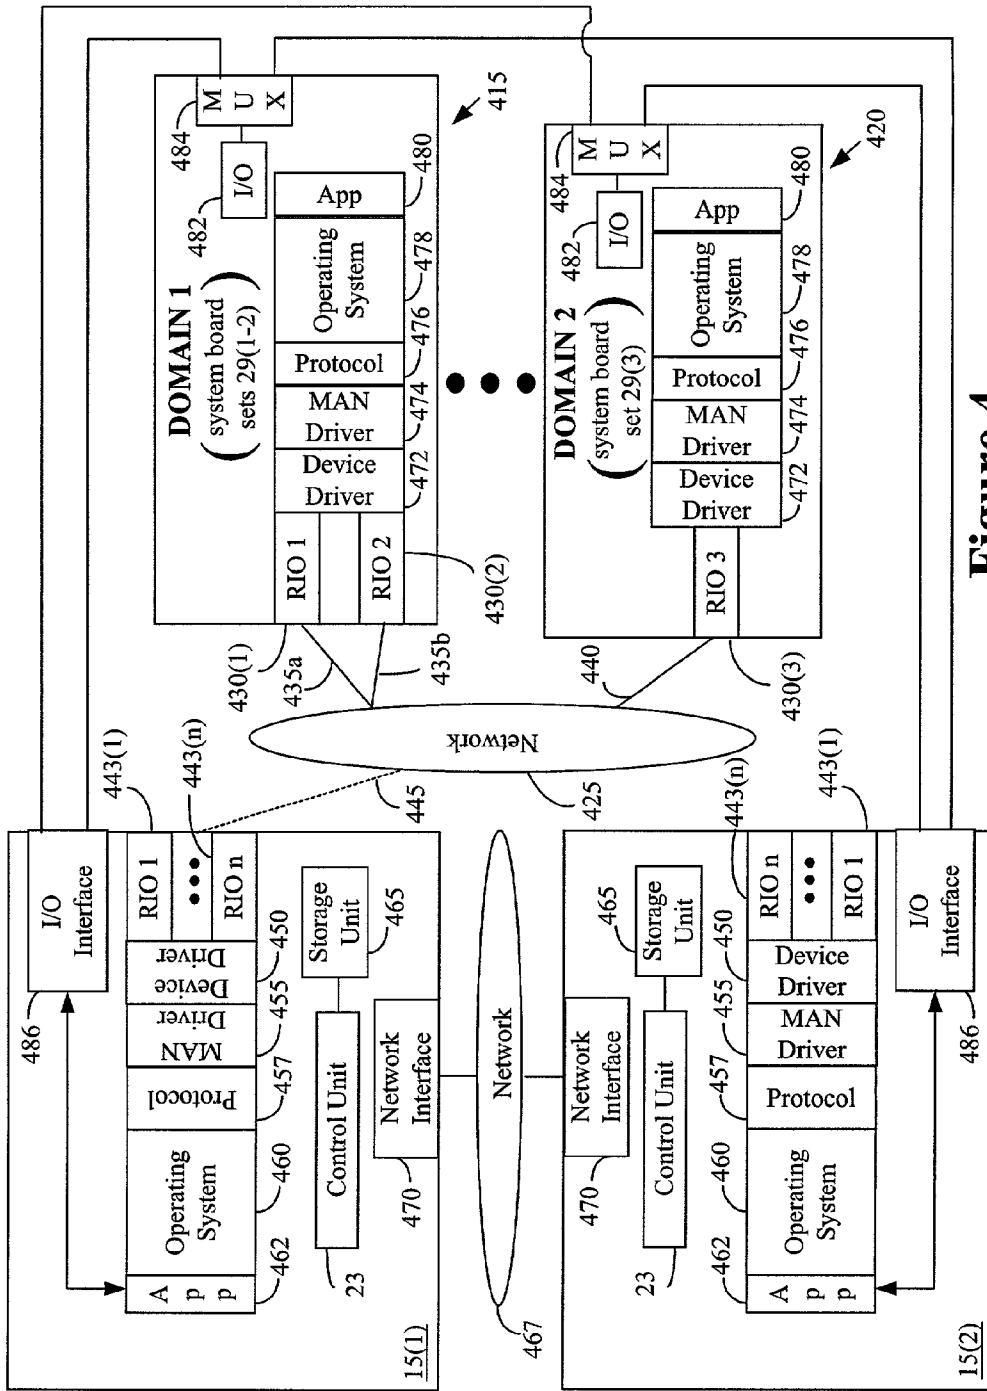 15(2)
486
I/O
Interface
462
460
457
455
450
443(n)
443(1)
A
p
p
Operating
System
Protocol
MAN
Driver
Device
Driver
RIO n
RIO 1
23
Control Unit
465
Storage
Unit
470
Network
Interface
467
Network
15(1)
486
I/O
Interface
A
p
p
Operating
System
Protocol
MAN
Driver
Device
Driver
RIO 1
RIO n
462
460
457
455
450
443(1)
443(n)
23
Control Unit
Storage
Unit
465
Network
Interface
470
445
425
Network
440
435a
435b
430(1)
430(2)
430(3)
DOMAIN 1
(system board
sets 29(1-2))
RIO 1
RIO 2
Device
Driver
MAN
Driver
Protocol
Operating
System
App
472
474
476
478
480
482
I/O
484
M
U
X
415
DOMAIN 2
(system board
set 29(3))
RIO 3
Device
Driver
MAN
Driver
Protocol
Operating
System
App
472
474
476
478
480
482
I/O
484
M
U
X
420
Figure 4